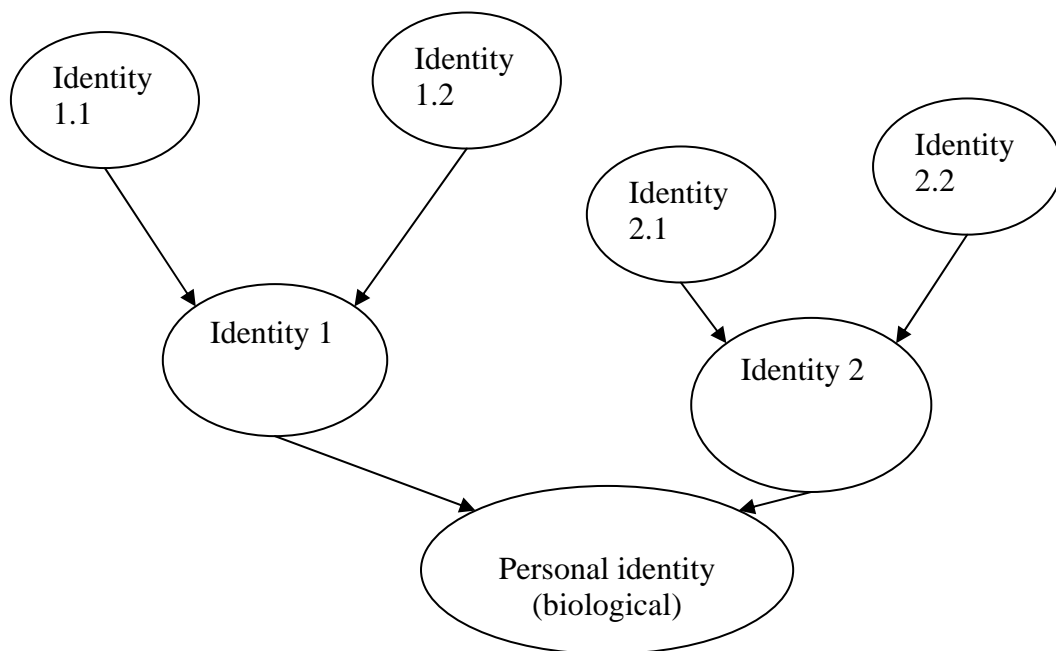 Identity
1.1
Identity
1.2
Identity
2.1
Identity
2.2
Identity 1
Identity 2
Personal identity
(biological)